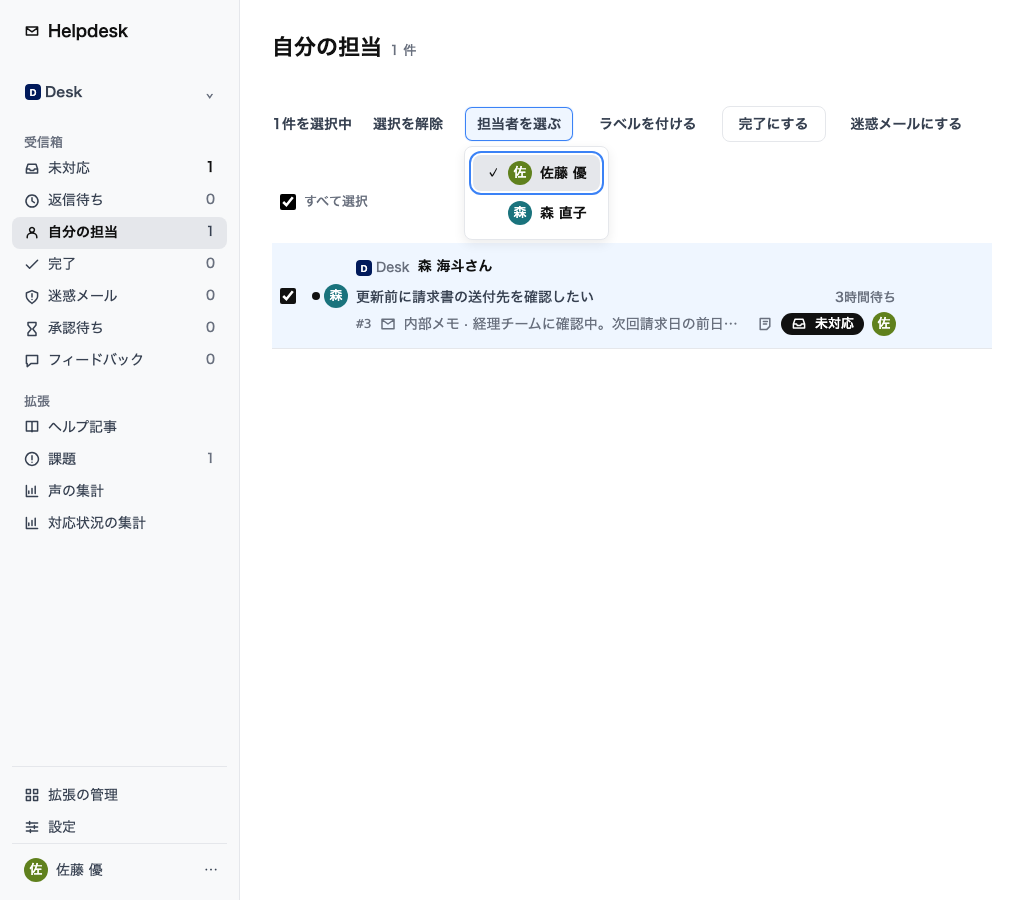 Helpdesk
D Desk
受信箱
未対応 1
返信待ち 0
自分の担当 1
完了 0
迷惑メール 0
承認待ち 0
フィードバック 0
拡張
ヘルプ記事
課題 1
声の集計
対応状況の集計
拡張の管理
設定
佐 佐藤 優 …
自分の担当 1 件
1件を選択中 選択を解除 担当者を選ぶ ラベルを付ける 完了にする 迷惑メールにする
✓ 佐 佐藤 優
森 森 直子
すべて選択
D Desk 森 海斗さん
森 更新前に請求書の送付先を確認したい 3時間待ち
#3 内部メモ · 経理チームに確認中。次回請求日の前日… 未対応 佐